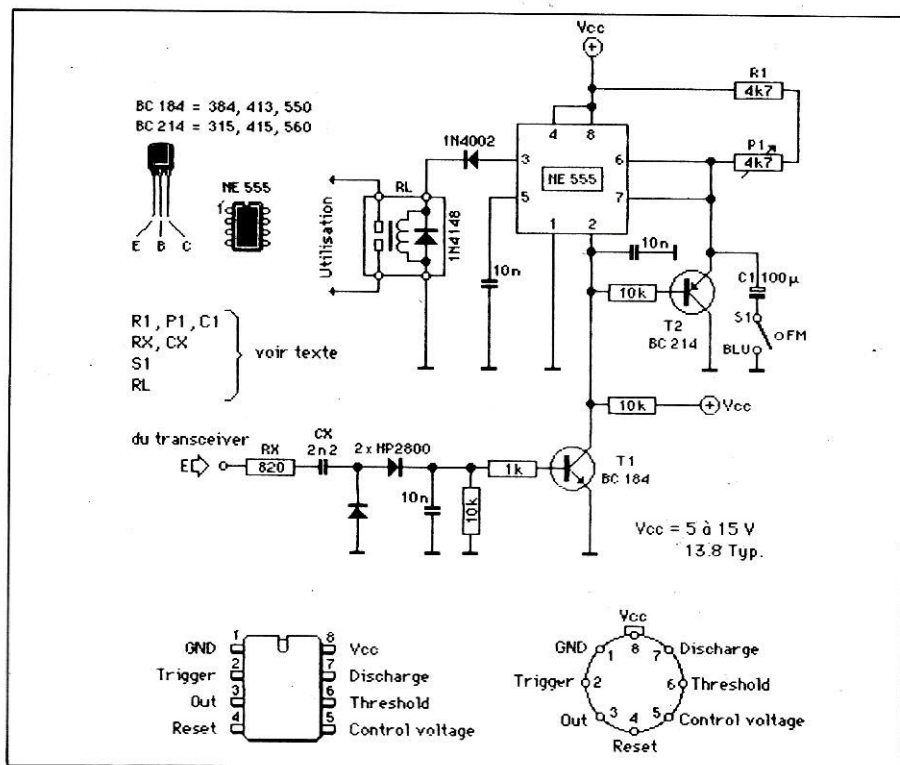 Vcc
R1
4k7
BC 184 = 384, 413, 550
BC 214 = 315, 415, 560
P1
4k7
1N4002
4 8
3
5
6
7
NE 555
1 2
NE 555
1
RL
Utilisation
1N4148
E B C
10n
10n
10k
C1 100µ
T2
BC 214
S1
FM
BLU
R1, P1, C1
RX, CX
S1
RL
voir texte
10k
Vcc
du transceiver
E
RX
820
CX
2n2
2 x HP2800
10n
10k
1k
T1
BC 184
Vcc = 5 à 15 V
13.8 Typ.
GND 1
Trigger 2
Out 3
Reset 4
8 Vcc
7 Discharge
6 Threshold
5 Control voltage
Vcc
8
GND 1
7 Discharge
Trigger 2
6 Threshold
Out 3
5 Control voltage
4
Reset